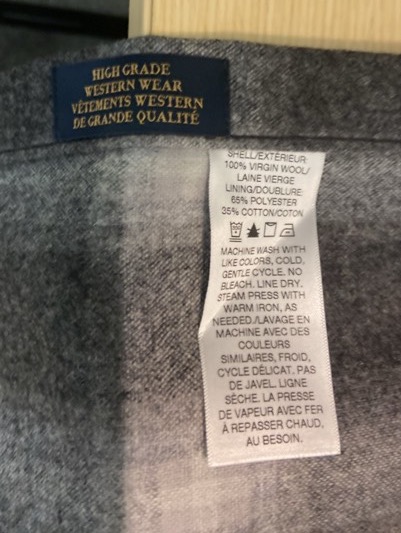 HIGH GRADE
WESTERN WEAR
VÊTEMENTS WESTERN
DE GRANDE QUALITÉ
SHELL/EXTÉRIEUR:
100% VIRGIN WOOL/
LAINE VIERGE
LINING/DOUBLURE:
65% POLYESTER
35% COTTON/COTON
MACHINE WASH WITH
LIKE COLORS, COLD,
GENTLE CYCLE. NO
BLEACH. LINE DRY.
STEAM PRESS WITH
WARM IRON, AS
NEEDED./LAVAGE EN
MACHINE AVEC DES
COULEURS
SIMILAIRES, FROID,
CYCLE DÉLICAT. PAS
DE JAVEL. LIGNE
SÈCHE. LA PRESSE
DE VAPEUR AVEC FER
À REPASSER CHAUD,
AU BESOIN.